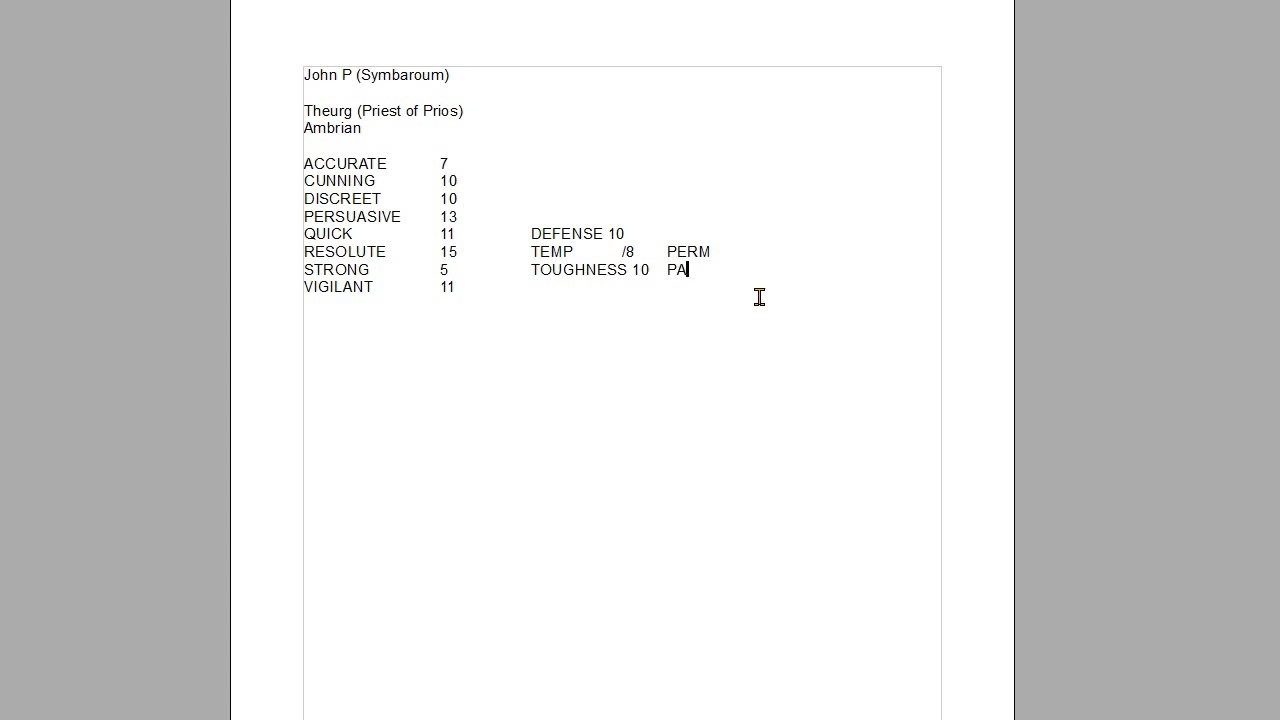 John P (Symbaroum)
Theurg (Priest of Prios)
Ambrian
ACCURATE 7
CUNNING 10
DISCREET 10
PERSUASIVE 13
QUICK 11 DEFENSE 10
RESOLUTE 15 TEMP /8 PERM
STRONG 5 TOUGHNESS 10 PA
VIGILANT 11